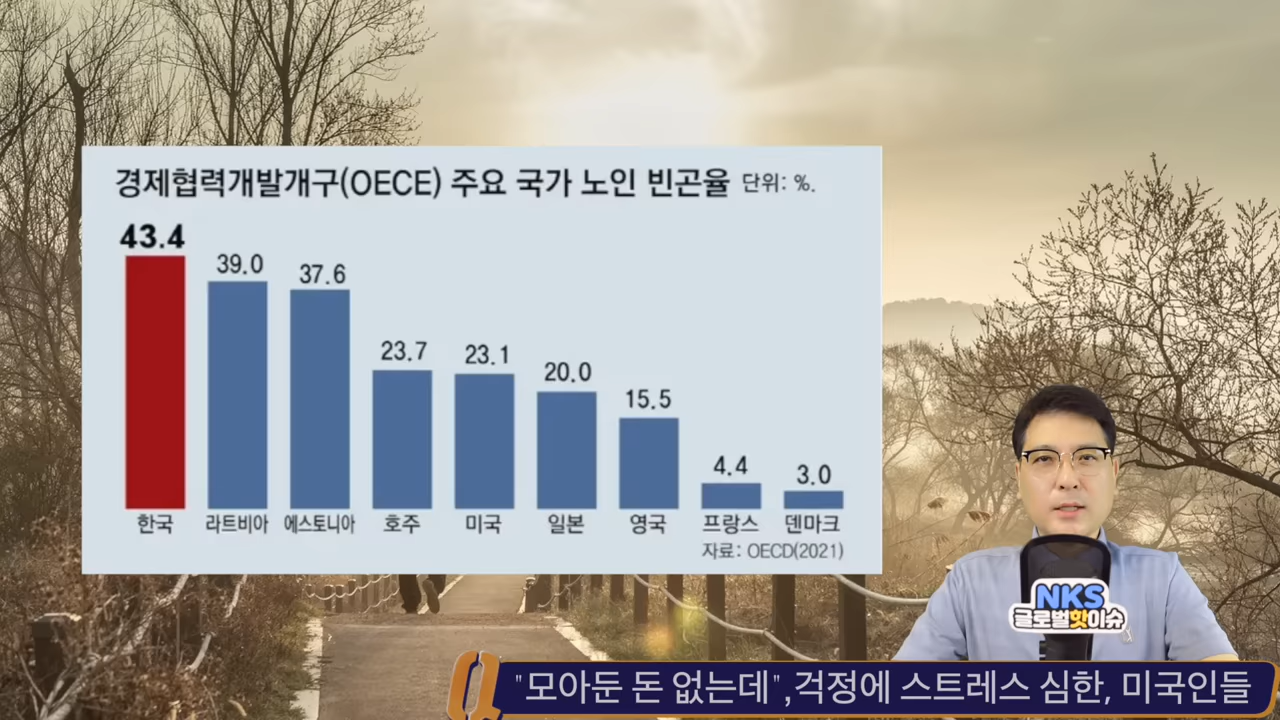 경제협력개발개구(OECE) 주요 국가 노인 빈곤율 단위: %.
43.4
39.0
37.6
23.7
23.1
20.0
15.5
4.4
3.0
한국
라트비아
에스토니아
호주
미국
일본
영국
프랑스
덴마크
자료: OECD(2021)
NKS
글로벌핫이슈
"모아둔 돈 없는데",걱정에 스트레스 심한, 미국인들